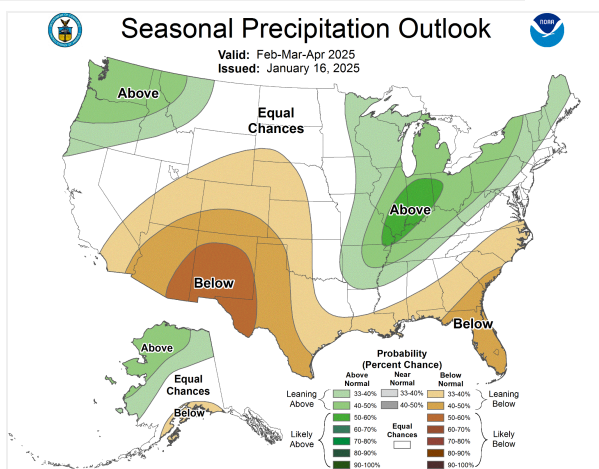 Seasonal Precipitation Outlook
NOAA
Valid: Feb-Mar-Apr 2025
Issued: January 16, 2025
Above
Equal
Chances
Above
Below
Below
Above
Equal
Chances
Below
Probability
(Percent Chance)
Above
Normal
Near
Normal
Below
Normal
Leaning
Above
33-40%
33-40%
33-40%
Leaning
Below
40-50%
40-50%
40-50%
Likely
Above
50-60%
60-70%
70-80%
80-90%
90-100%
Equal
Chances
50-60%
60-70%
70-80%
80-90%
90-100%
Likely
Below